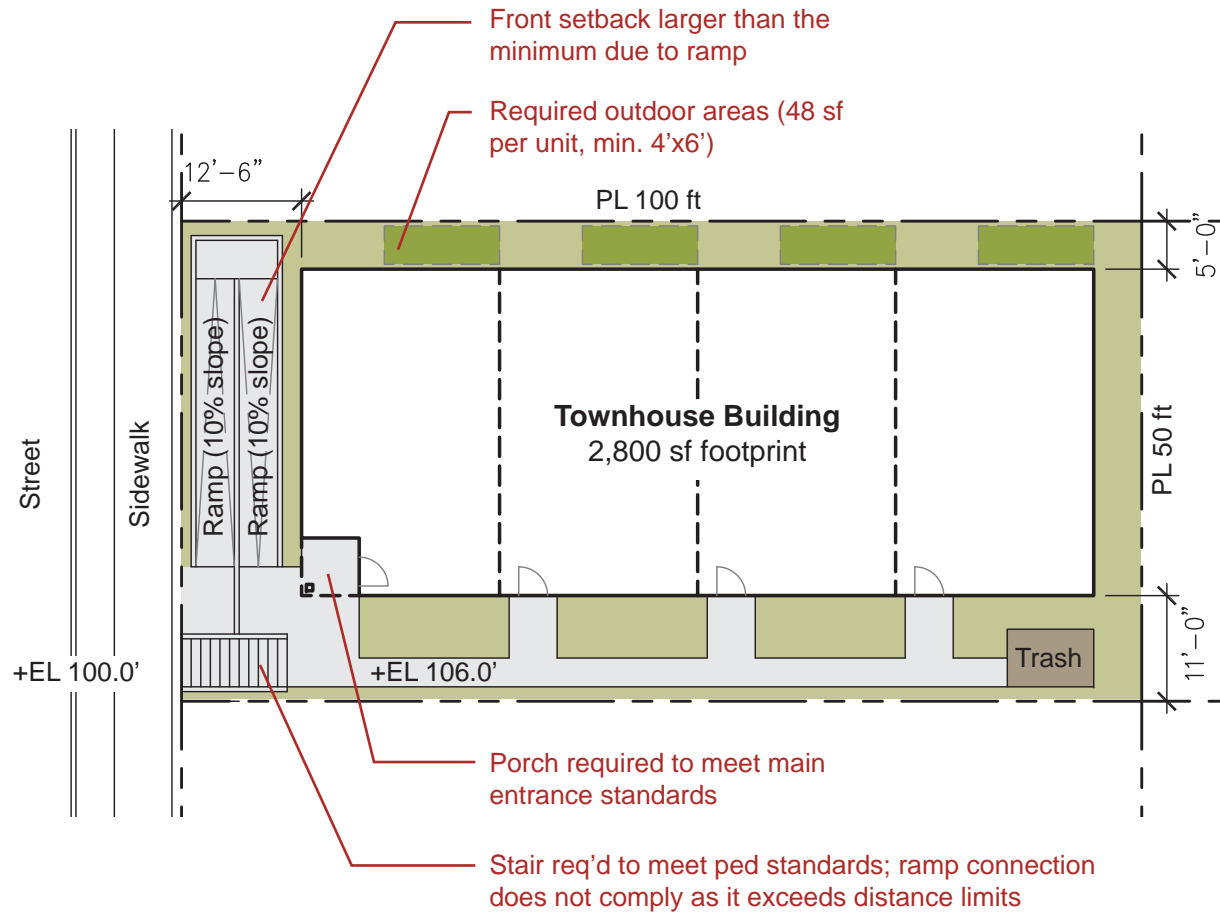 Front setback larger than the
minimum due to ramp
Required outdoor areas (48 sf
per unit, min. 4’x6’)
12’-6”
PL 100 ft
5’-0”
Ramp (10% slope)
Ramp (10% slope)
Townhouse Building
2,800 sf footprint
Street
Sidewalk
PL 50 ft
Trash
+EL 100.0’
+EL 106.0’
11’-0”
Porch required to meet main
entrance standards
Stair req’d to meet ped standards; ramp connection
does not comply as it exceeds distance limits